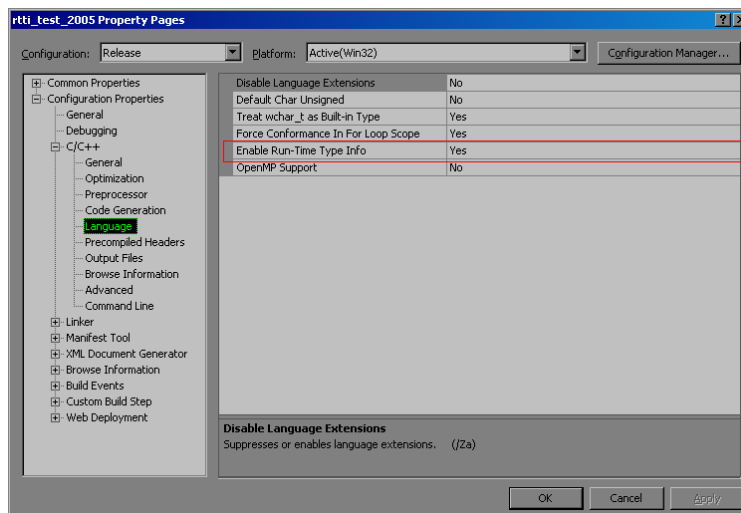 rtti_test_2005 Property Pages
Configuration: Release Platform: Active(Win32) Configuration Manager...
Common Properties
Configuration Properties
General
Debugging
C/C++
General
Optimization
Preprocessor
Code Generation
Language
Precompiled Headers
Output Files
Browse Information
Advanced
Command Line
Linker
Manifest Tool
XML Document Generator
Browse Information
Build Events
Custom Build Step
Web Deployment
Disable Language Extensions No
Default Char Unsigned No
Treat wchar_t as Built-in Type Yes
Force Conformance In For Loop Scope Yes
Enable Run-Time Type Info Yes
OpenMP Support No
Disable Language Extensions
Suppresses or enables language extensions. (/Za)
OK Cancel Apply